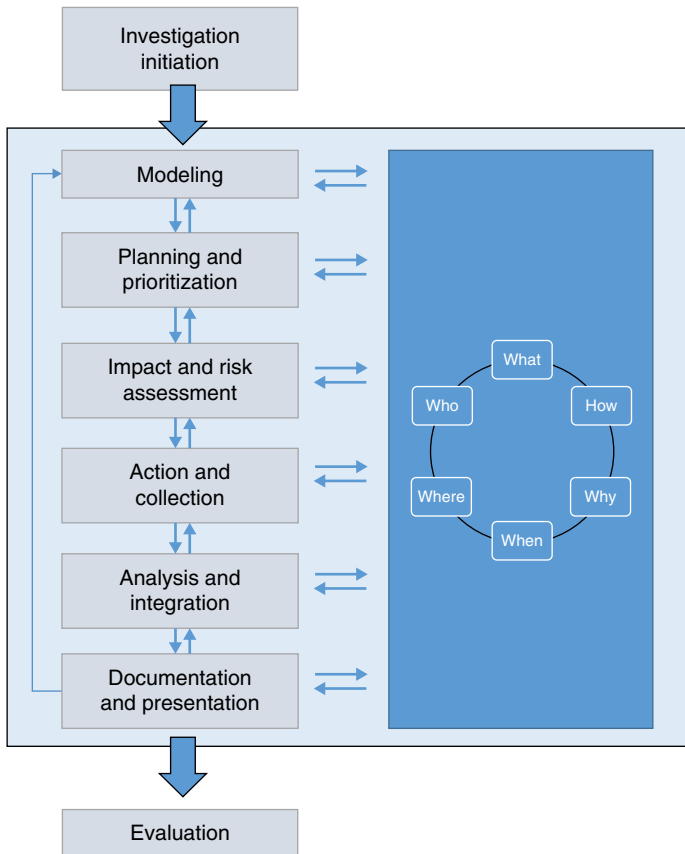 Investigation
initiation
Modeling
Planning and
prioritization
Impact and risk
assessment
Action and
collection
Analysis and
integration
Documentation
and presentation
What
Who
How
Where
Why
When
Evaluation